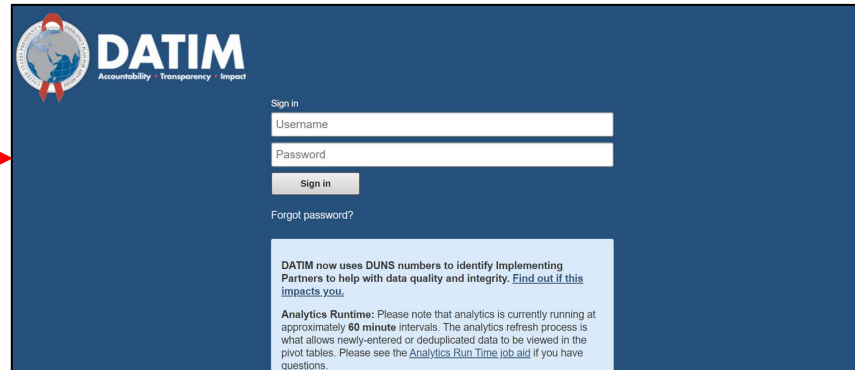 DATIM
Accountability - Transparency - Impact
Sign in
Username
Password
Sign in
Forgot password?
DATIM now uses DUNS numbers to identify Implementing
Partners to help with data quality and integrity. Find out if this
impacts you.
Analytics Runtime: Please note that analytics is currently running at
approximately 60 minute intervals. The analytics refresh process is
what allows newly-entered or deduplicated data to be viewed in the
pivot tables. Please see the Analytics Run Time job aid if you have
questions.